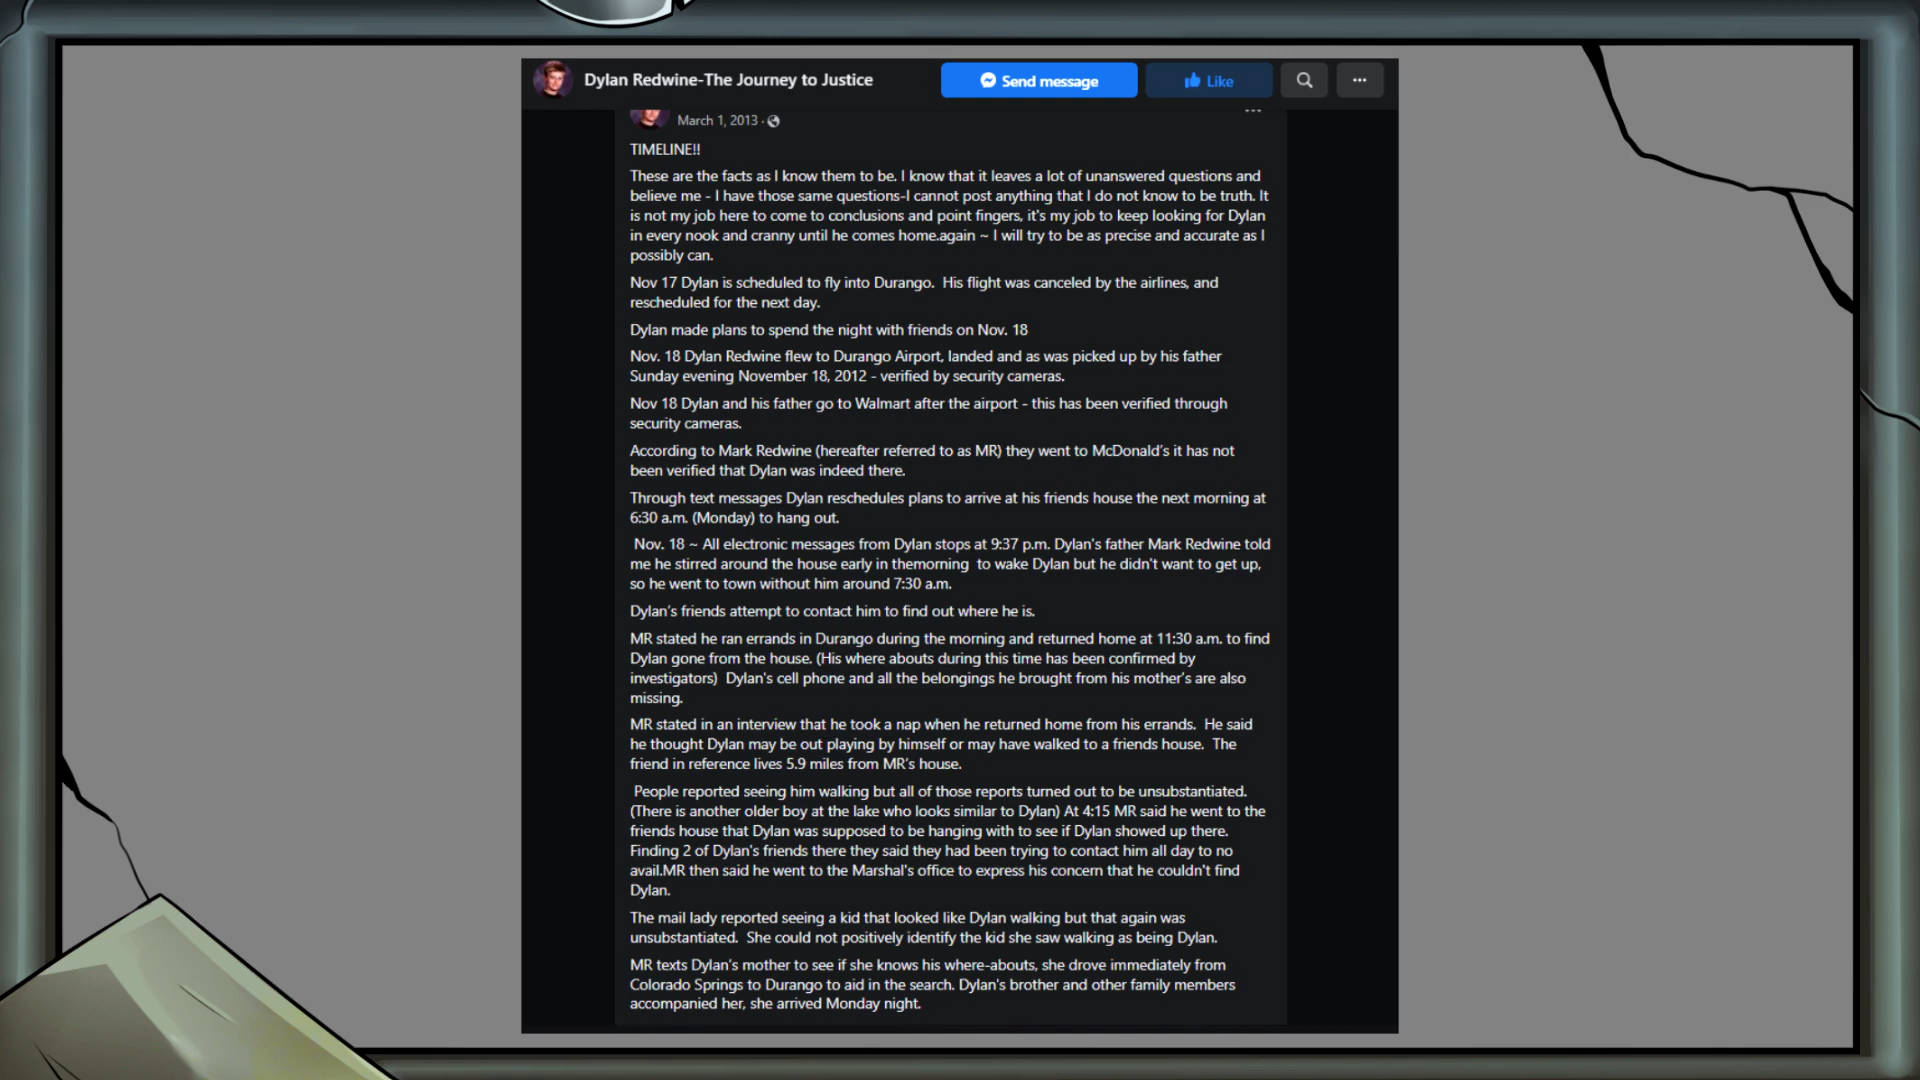 Dylan Redwine-The Journey to Justice
Send message
Like
March 1, 2013 ·
TIMELINE!!
These are the facts as I know them to be. I know that it leaves a lot of unanswered questions and
believe me - I have those same questions-I cannot post anything that I do not know to be truth. It
is not my job here to come to conclusions and point fingers, it's my job to keep looking for Dylan
in every nook and cranny until he comes home.again ~ I will try to be as precise and accurate as I
possibly can.
Nov 17 Dylan is scheduled to fly into Durango.  His flight was canceled by the airlines, and
rescheduled for the next day.
Dylan made plans to spend the night with friends on Nov. 18
Nov. 18 Dylan Redwine flew to Durango Airport, landed and as was picked up by his father
Sunday evening November 18, 2012 - verified by security cameras.
Nov 18 Dylan and his father go to Walmart after the airport - this has been verified through
security cameras.
According to Mark Redwine (hereafter referred to as MR) they went to McDonald's it has not
been verified that Dylan was indeed there.
Through text messages Dylan reschedules plans to arrive at his friends house the next morning at
6:30 a.m. (Monday) to hang out.
Nov. 18 ~ All electronic messages from Dylan stops at 9:37 p.m. Dylan's father Mark Redwine told
me he stirred around the house early in themorning  to wake Dylan but he didn't want to get up,
so he went to town without him around 7:30 a.m.
Dylan's friends attempt to contact him to find out where he is.
MR stated he ran errands in Durango during the morning and returned home at 11:30 a.m. to find
Dylan gone from the house. (His where abouts during this time has been confirmed by
investigators)  Dylan's cell phone and all the belongings he brought from his mother's are also
missing.
MR stated in an interview that he took a nap when he returned home from his errands.  He said
he thought Dylan may be out playing by himself or may have walked to a friends house.  The
friend in reference lives 5.9 miles from MR's house.
People reported seeing him walking but all of those reports turned out to be unsubstantiated.
(There is another older boy at the lake who looks similar to Dylan) At 4:15 MR said he went to the
friends house that Dylan was supposed to be hanging with to see if Dylan showed up there.
Finding 2 of Dylan's friends there they said they had been trying to contact him all day to no
avail.MR then said he went to the Marshal's office to express his concern that he couldn't find
Dylan.
The mail lady reported seeing a kid that looked like Dylan walking but that again was
unsubstantiated.  She could not positively identify the kid she saw walking as being Dylan.
MR texts Dylan's mother to see if she knows his where-abouts, she drove immediately from
Colorado Springs to Durango to aid in the search. Dylan's brother and other family members
accompanied her, she arrived Monday night.